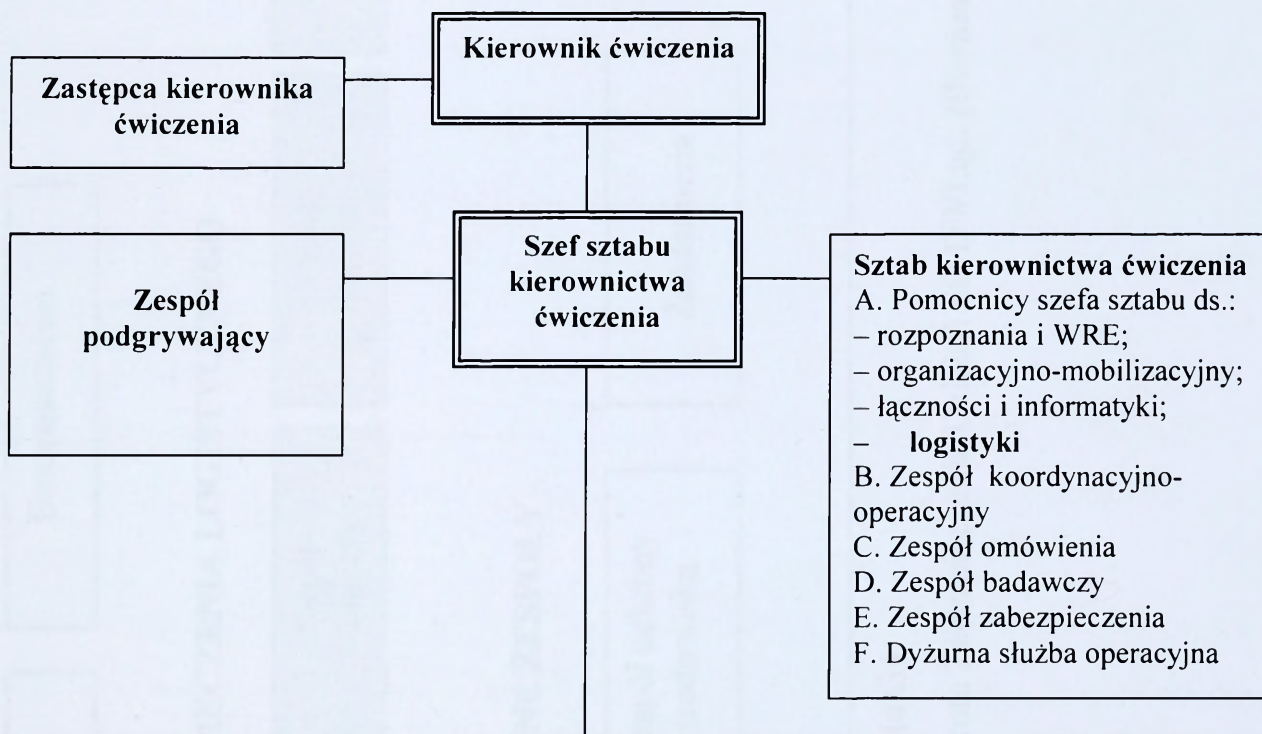 Kierownik ćwiczenia
Zastępca kierownika
ćwiczenia
Szef sztabu
kierownictwa
ćwiczenia
Zespół
podgrywający
Sztab kierownictwa ćwiczenia
A. Pomocnicy szefa sztabu ds.:
– rozpoznania i WRE;
– organizacyjno-mobilizacyjny;
– łączności i informatyki;
– logistyki
B. Zespół koordynacyjno-
operacyjny
C. Zespół omówienia
D. Zespół badawczy
E. Zespół zabezpieczenia
F. Dyżurna służba operacyjna